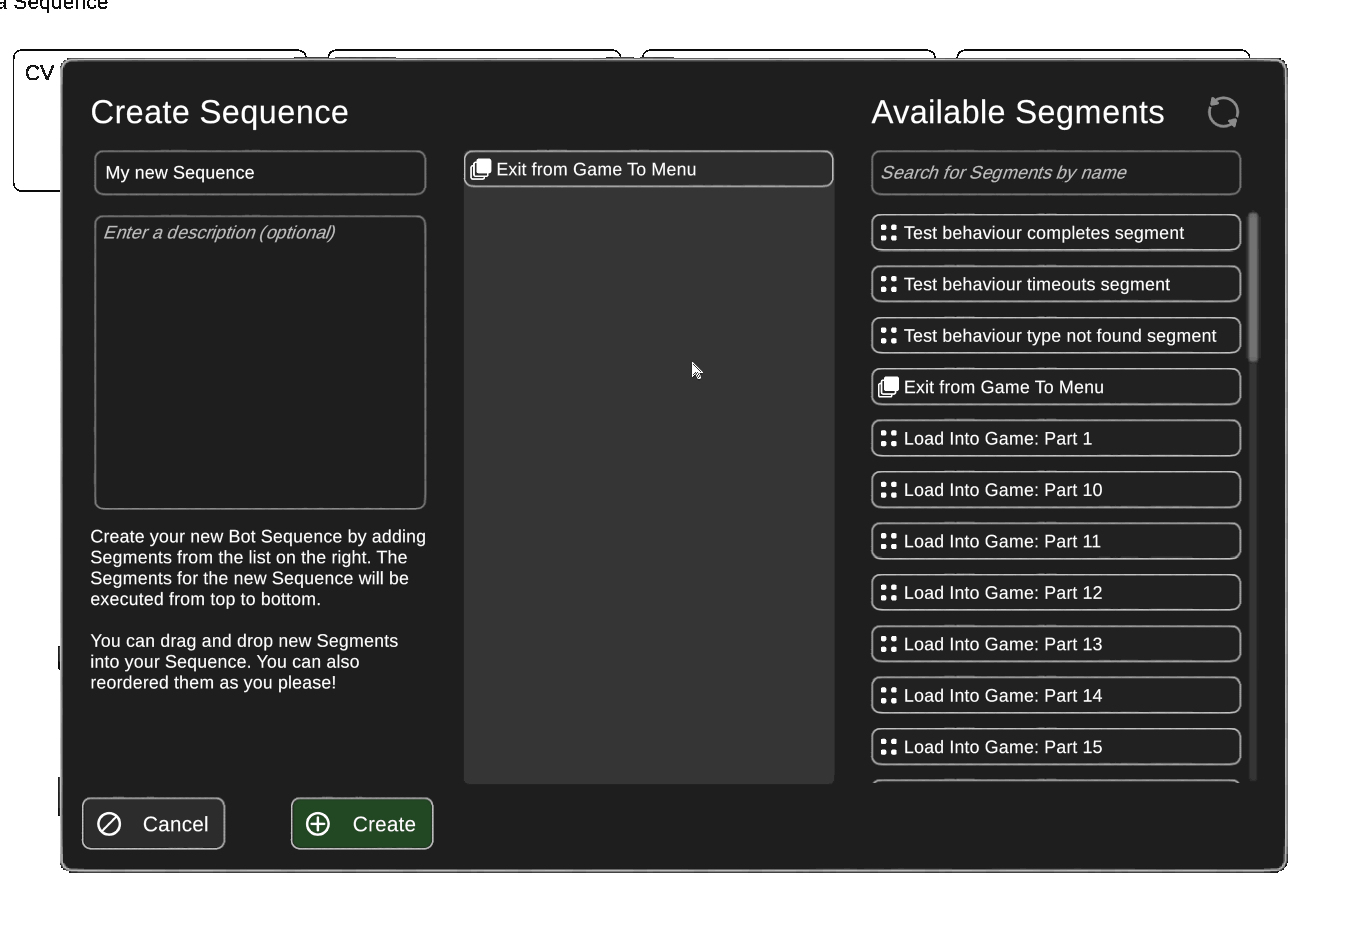 a Sequence
CV
Create Sequence
My new Sequence
Enter a description (optional)
Create your new Bot Sequence by adding
Segments from the list on the right. The
Segments for the new Sequence will be
executed from top to bottom.
You can drag and drop new Segments
into your Sequence. You can also
reordered them as you please!
Cancel
Create
Exit from Game To Menu
Available Segments
Search for Segments by name
Test behaviour completes segment
Test behaviour timeouts segment
Test behaviour type not found segment
Exit from Game To Menu
Load Into Game: Part 1
Load Into Game: Part 10
Load Into Game: Part 11
Load Into Game: Part 12
Load Into Game: Part 13
Load Into Game: Part 14
Load Into Game: Part 15